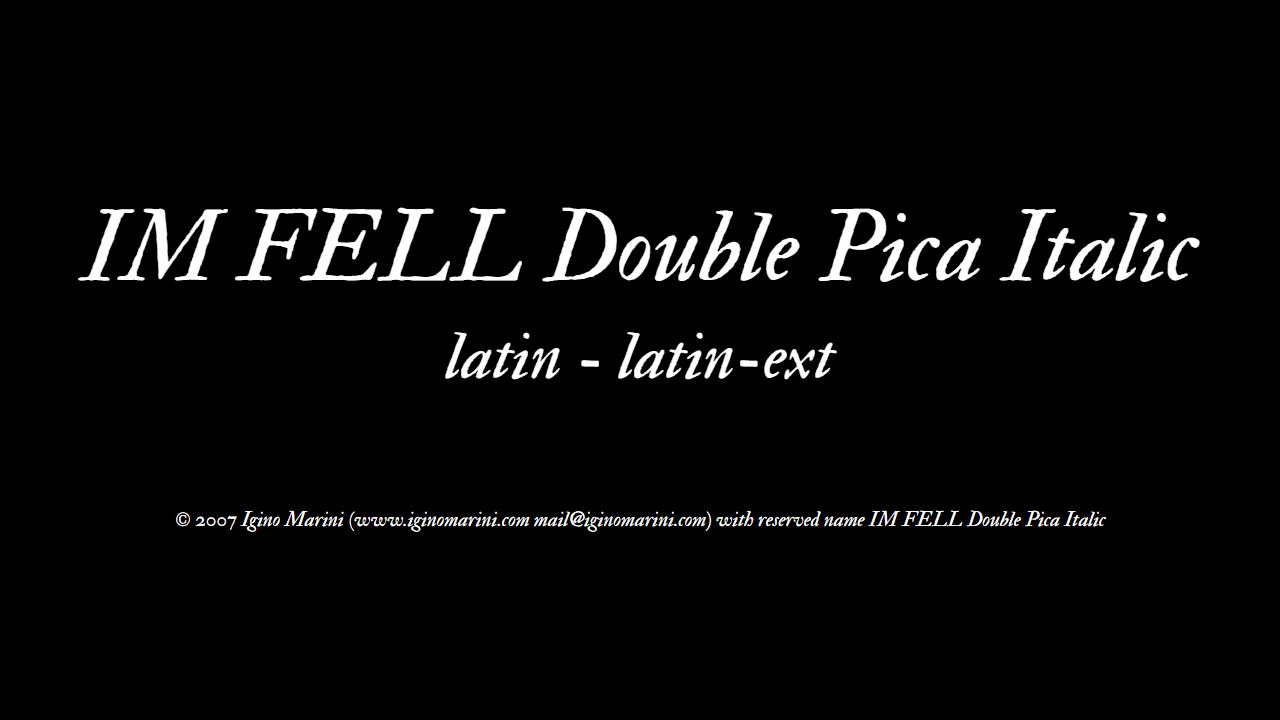 IM FELL Double Pica Italic
latin - latin-ext
© 2007 Igino Marini (www.iginomarini.com mail@iginomarini.com) with reserved name IM FELL Double Pica Italic